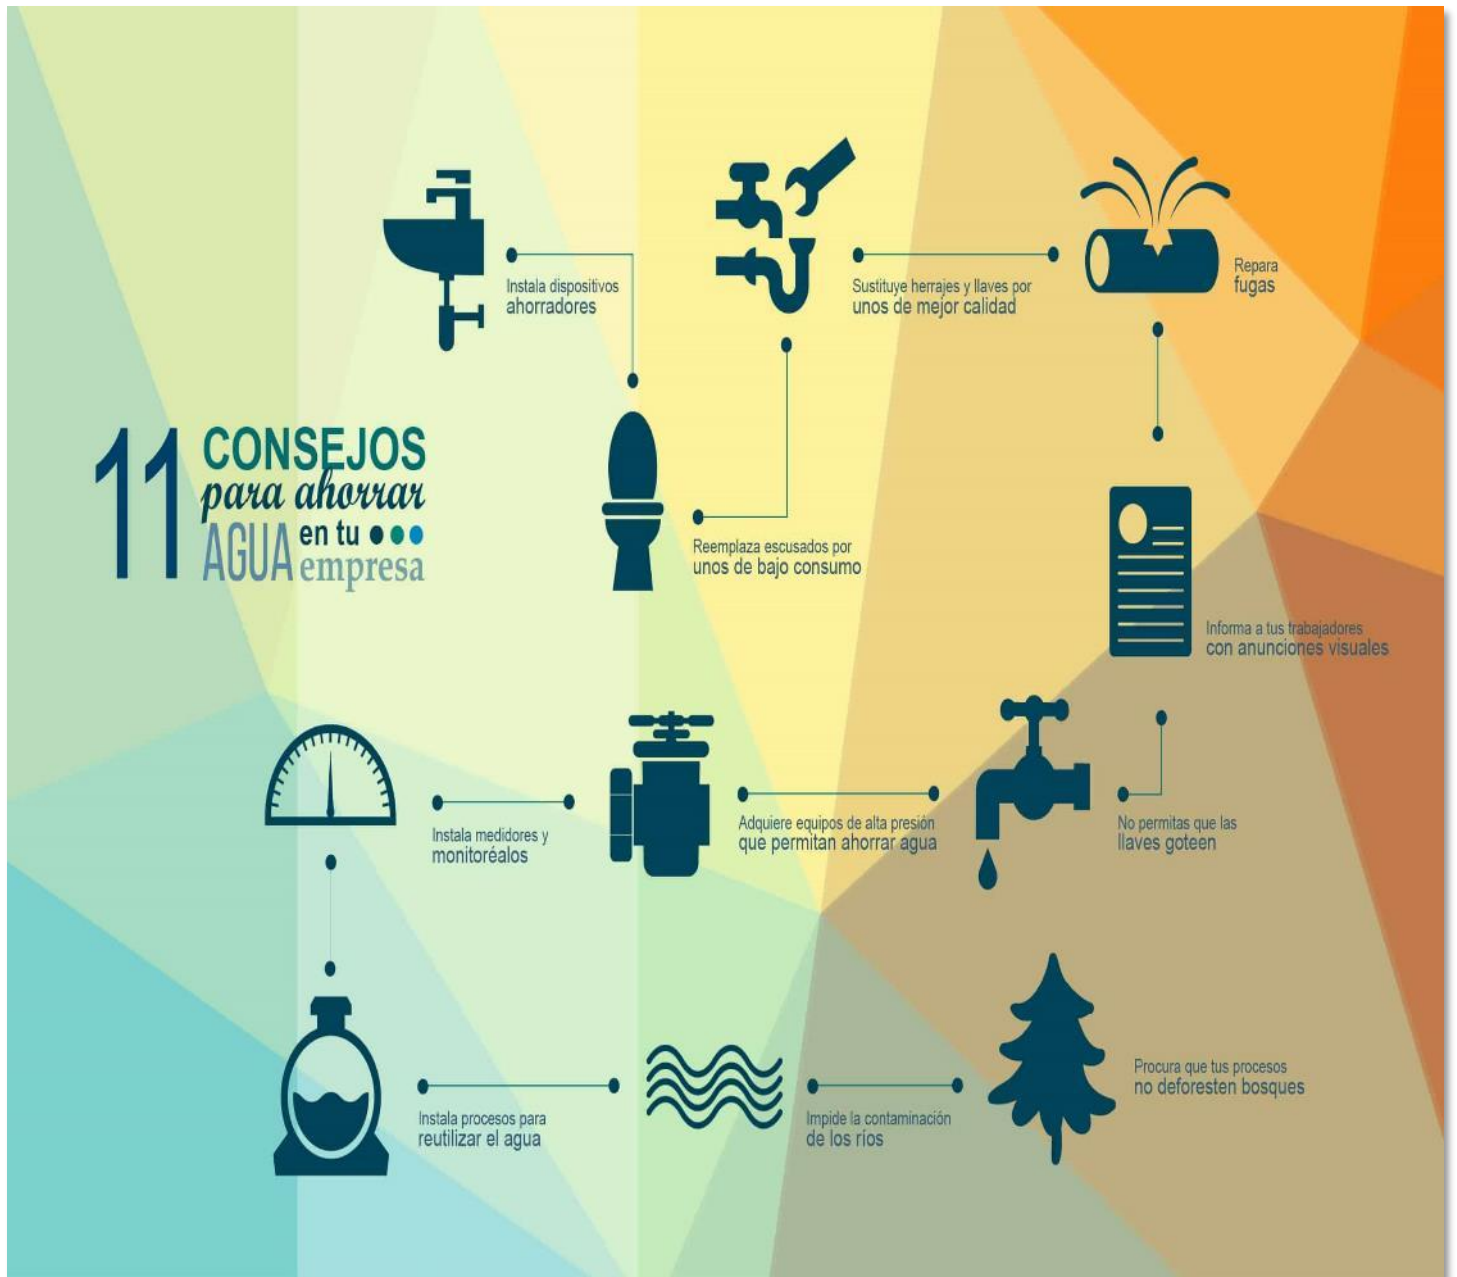 11 CONSEJOS
para ahorrar
AGUA en tu
empresa
Instala dispositivos
ahorradores
Reemplaza escusados por
unos de bajo consumo
Sustituye herrajes y llaves por
unos de mejor calidad
Repara
fugas
Informa a tus trabajadores
con anunciones visuales
No permitas que las
llaves goteen
Adquiere equipos de alta presión
que permitan ahorrar agua
Instala medidores y
monitoréalos
Instala procesos para
reutilizar el agua
Impide la contaminación
de los ríos
Procura que tus procesos
no deforesten bosques